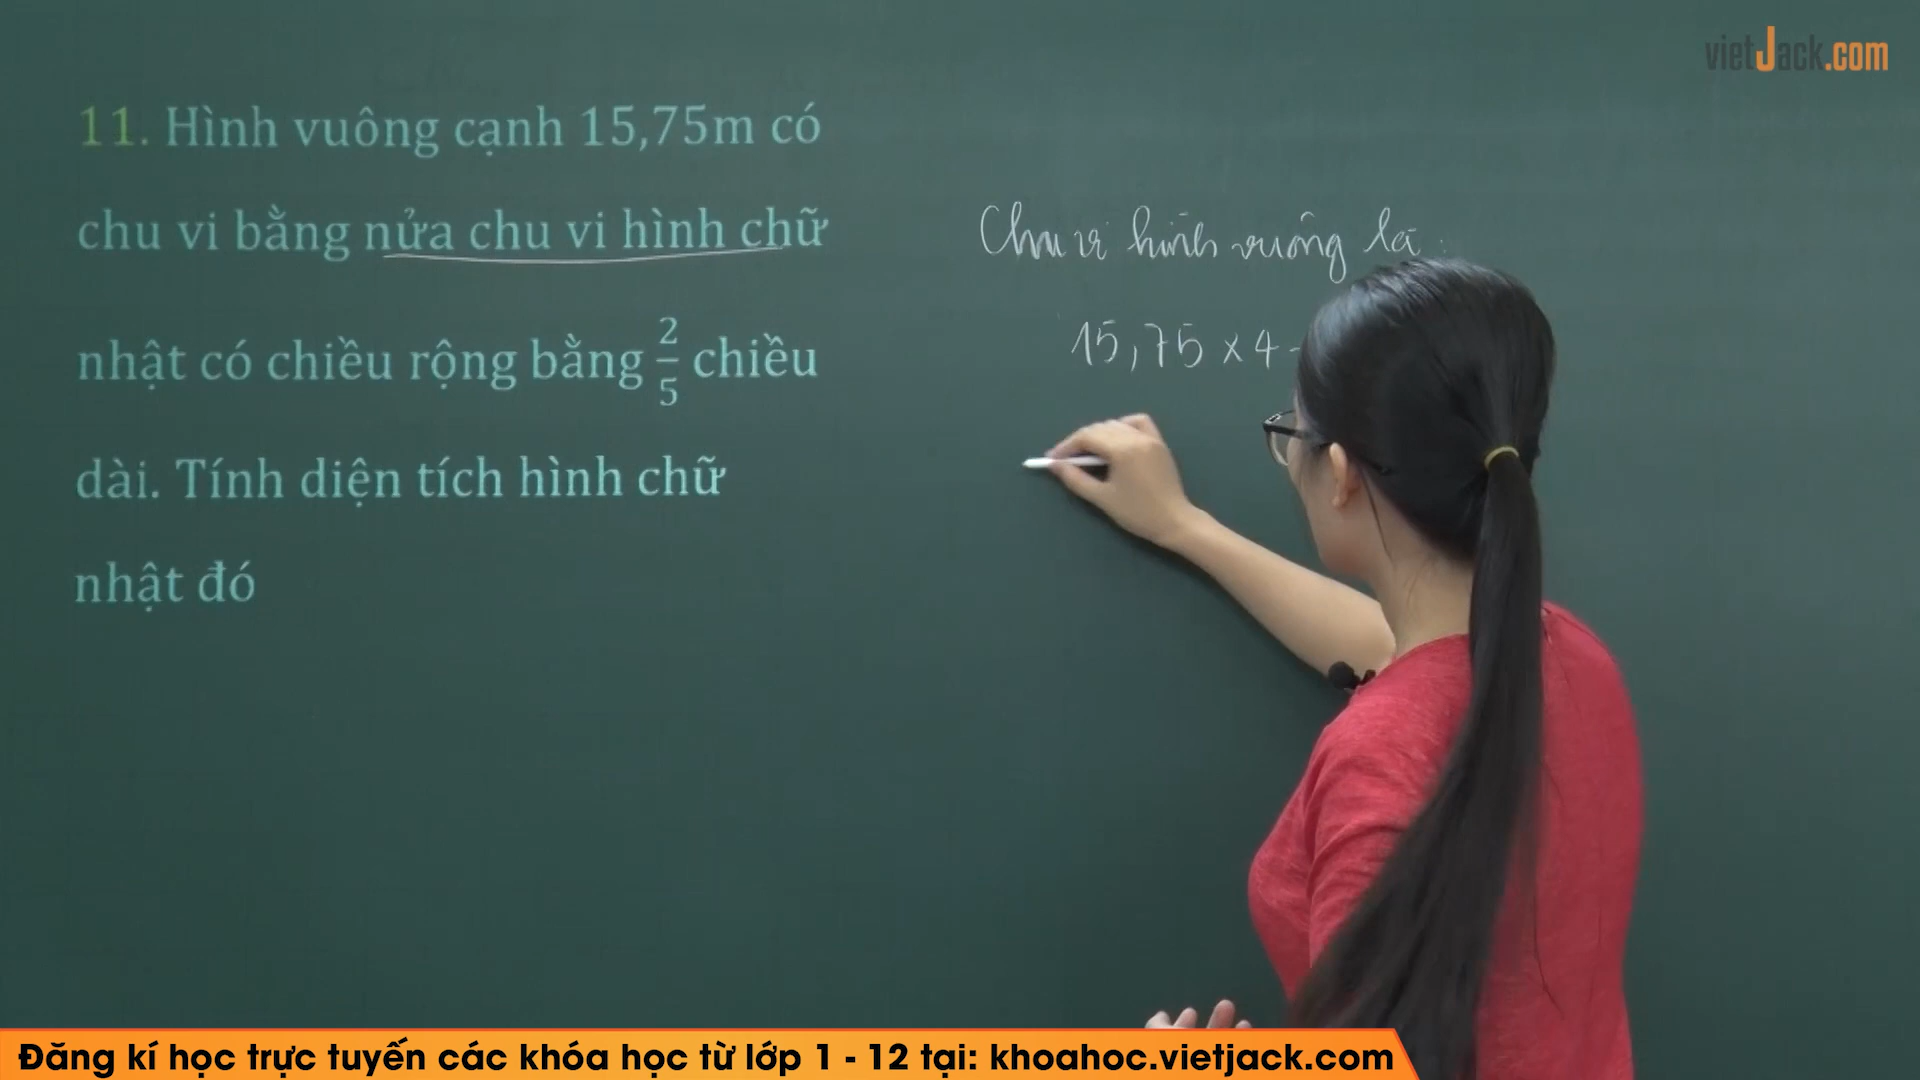 vietJack.com
11. Hình vuông cạnh 15,75m có
chu vi bằng nửa chu vi hình chữ
nhật có chiều rộng bằng 2/5 chiều
dài. Tính diện tích hình chữ
nhật đó
Chu vi hình vuông là :
15,75 x 4
Đăng kí học trực tuyến các khóa học từ lớp 1 - 12 tại: khoahoc.vietjack.com